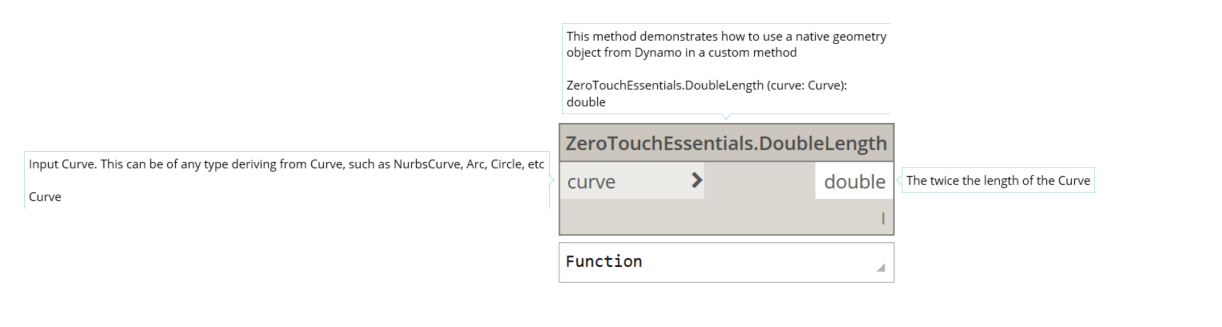 This method demonstrates how to use a native geometry
object from Dynamo in a custom method
ZeroTouchEssentials.DoubleLength (curve: Curve):
double
ZeroTouchEssentials.DoubleLength
Input Curve. This can be of any type deriving from Curve, such as NurbsCurve, Arc, Circle, etc
Curve
curve
double
The twice the length of the Curve
l
Function